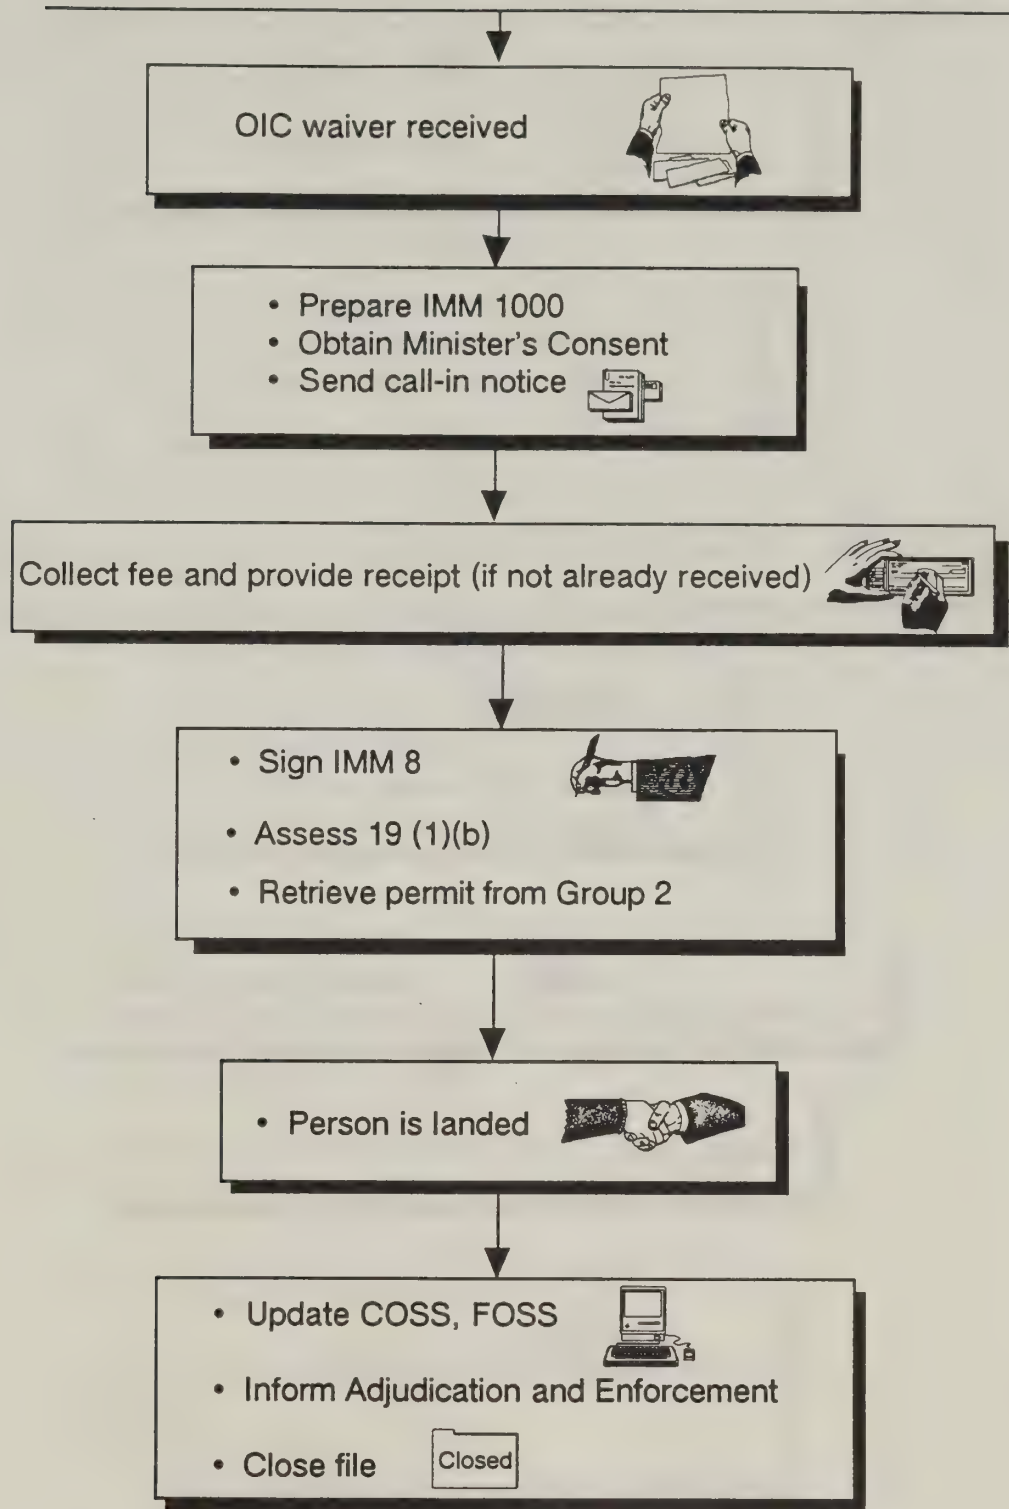 OIC waiver received
• Prepare IMM 1000
• Obtain Minister's Consent
• Send call-in notice
Collect fee and provide receipt (if not already received)
• Sign IMM 8
• Assess 19 (1)(b)
• Retrieve permit from Group 2
• Person is landed
• Update COSS, FOSS
• Inform Adjudication and Enforcement
• Close file
Closed